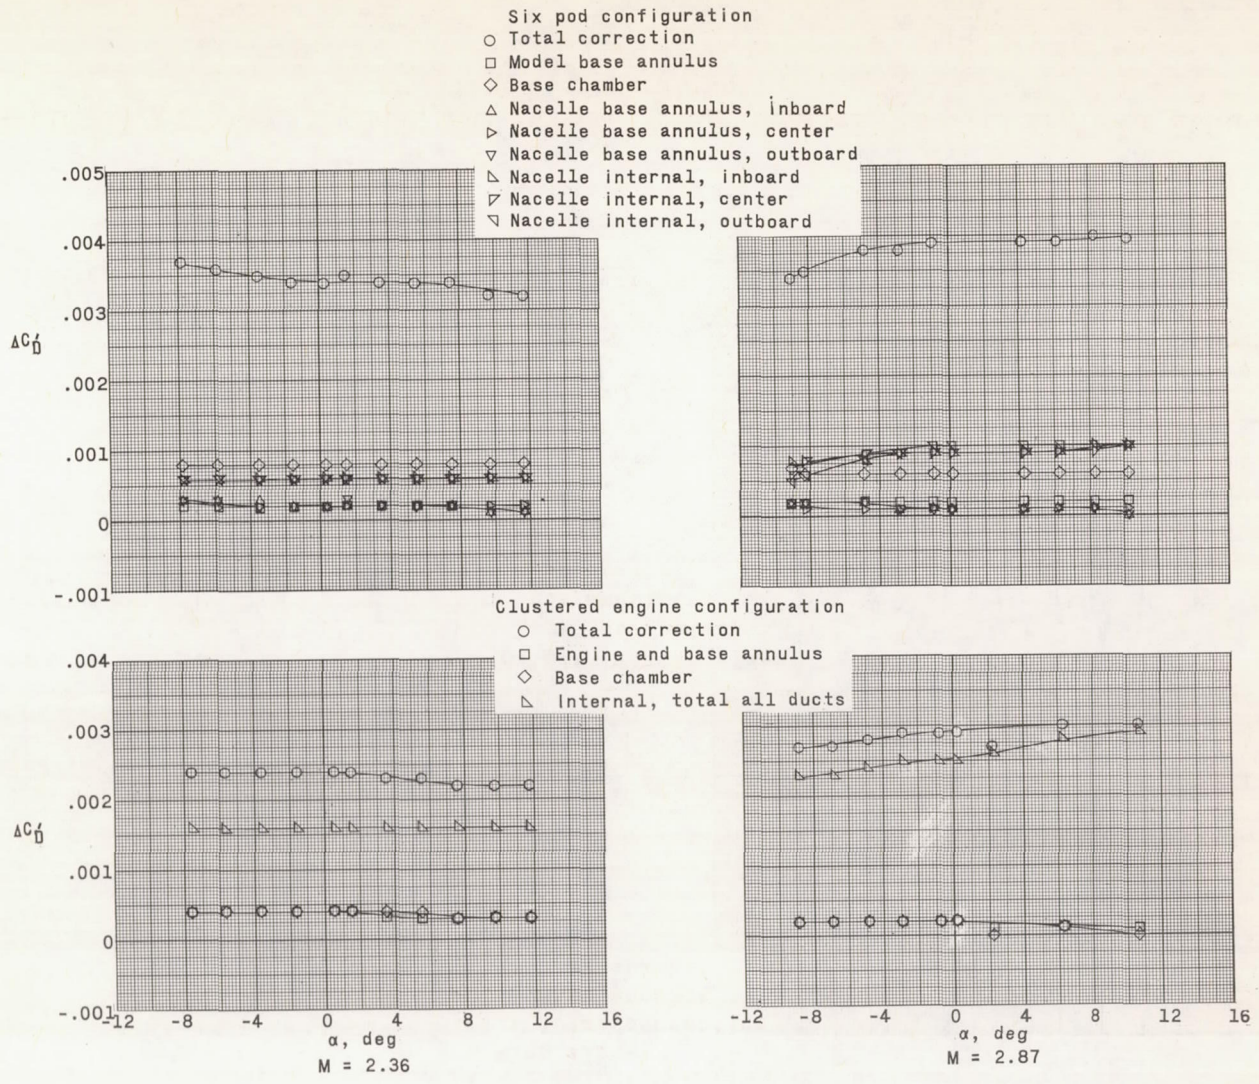 Six pod configuration
○ Total correction
□ Model base annulus
◇ Base chamber
△ Nacelle base annulus, inboard
▷ Nacelle base annulus, center
▽ Nacelle base annulus, outboard
◺ Nacelle internal, inboard
◸ Nacelle internal, center
◹ Nacelle internal, outboard
.005
.004
.003
ΔC′D
.002
.001
0
-.001
Clustered engine configuration
○ Total correction
□ Engine and base annulus
◇ Base chamber
◺ Internal, total all ducts
.004
.003
.002
ΔC′D
.001
0
-.001
-12 -8 -4 0 4 8 12 16
α, deg
M = 2.36
-12 -8 -4 0 4 8 12 16
α, deg
M = 2.87